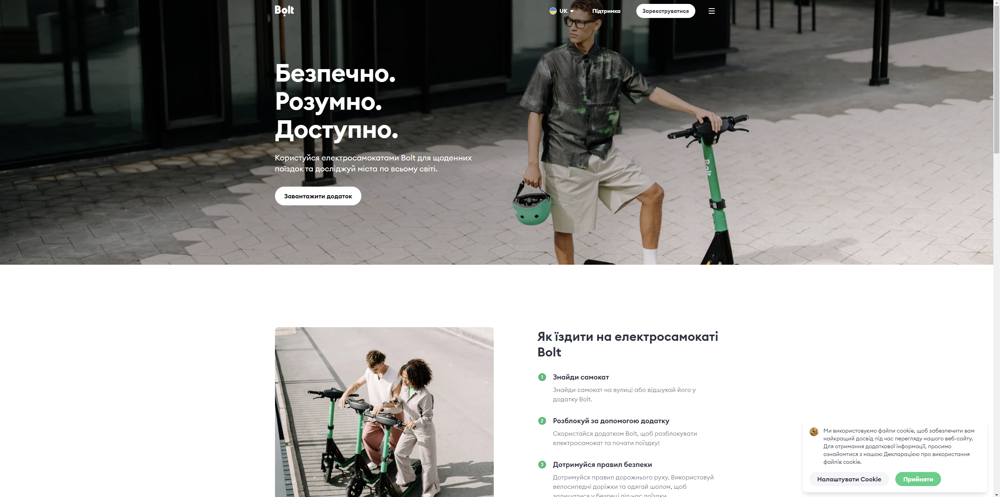 Bolt
UK
Підтримка
Зареєструватися
Безпечно.
Розумно.
Доступно.
Користуйся електросамокатами Bolt для щоденних
поїздок та досліджуй міста по всьому світі.
Завантажити додаток
Bolt
Як їздити на електросамокаті
Bolt
1 Знайди самокат
Знайди самокат на вулиці або відшукай його у
додатку Bolt.
2 Розблокуй за допомогою додатку
Скористайся додатком Bolt, щоб розблокувати
електросамокат та почати поїздку!
3 Дотримуйся правил безпеки
Дотримуйся правил дорожнього руху. Використовуй
велосипедні доріжки та одягай шолом, щоб
залишатися у безпеці під час поїздки
Ми використовуємо файли cookie, щоб забезпечити вам
найкращий досвід під час перегляду нашого веб-сайту.
Для отримання додаткової інформації, просимо
ознайомтися з нашою Декларацією про використання
файлів cookie.
Налаштувати Cookie
Прийняти